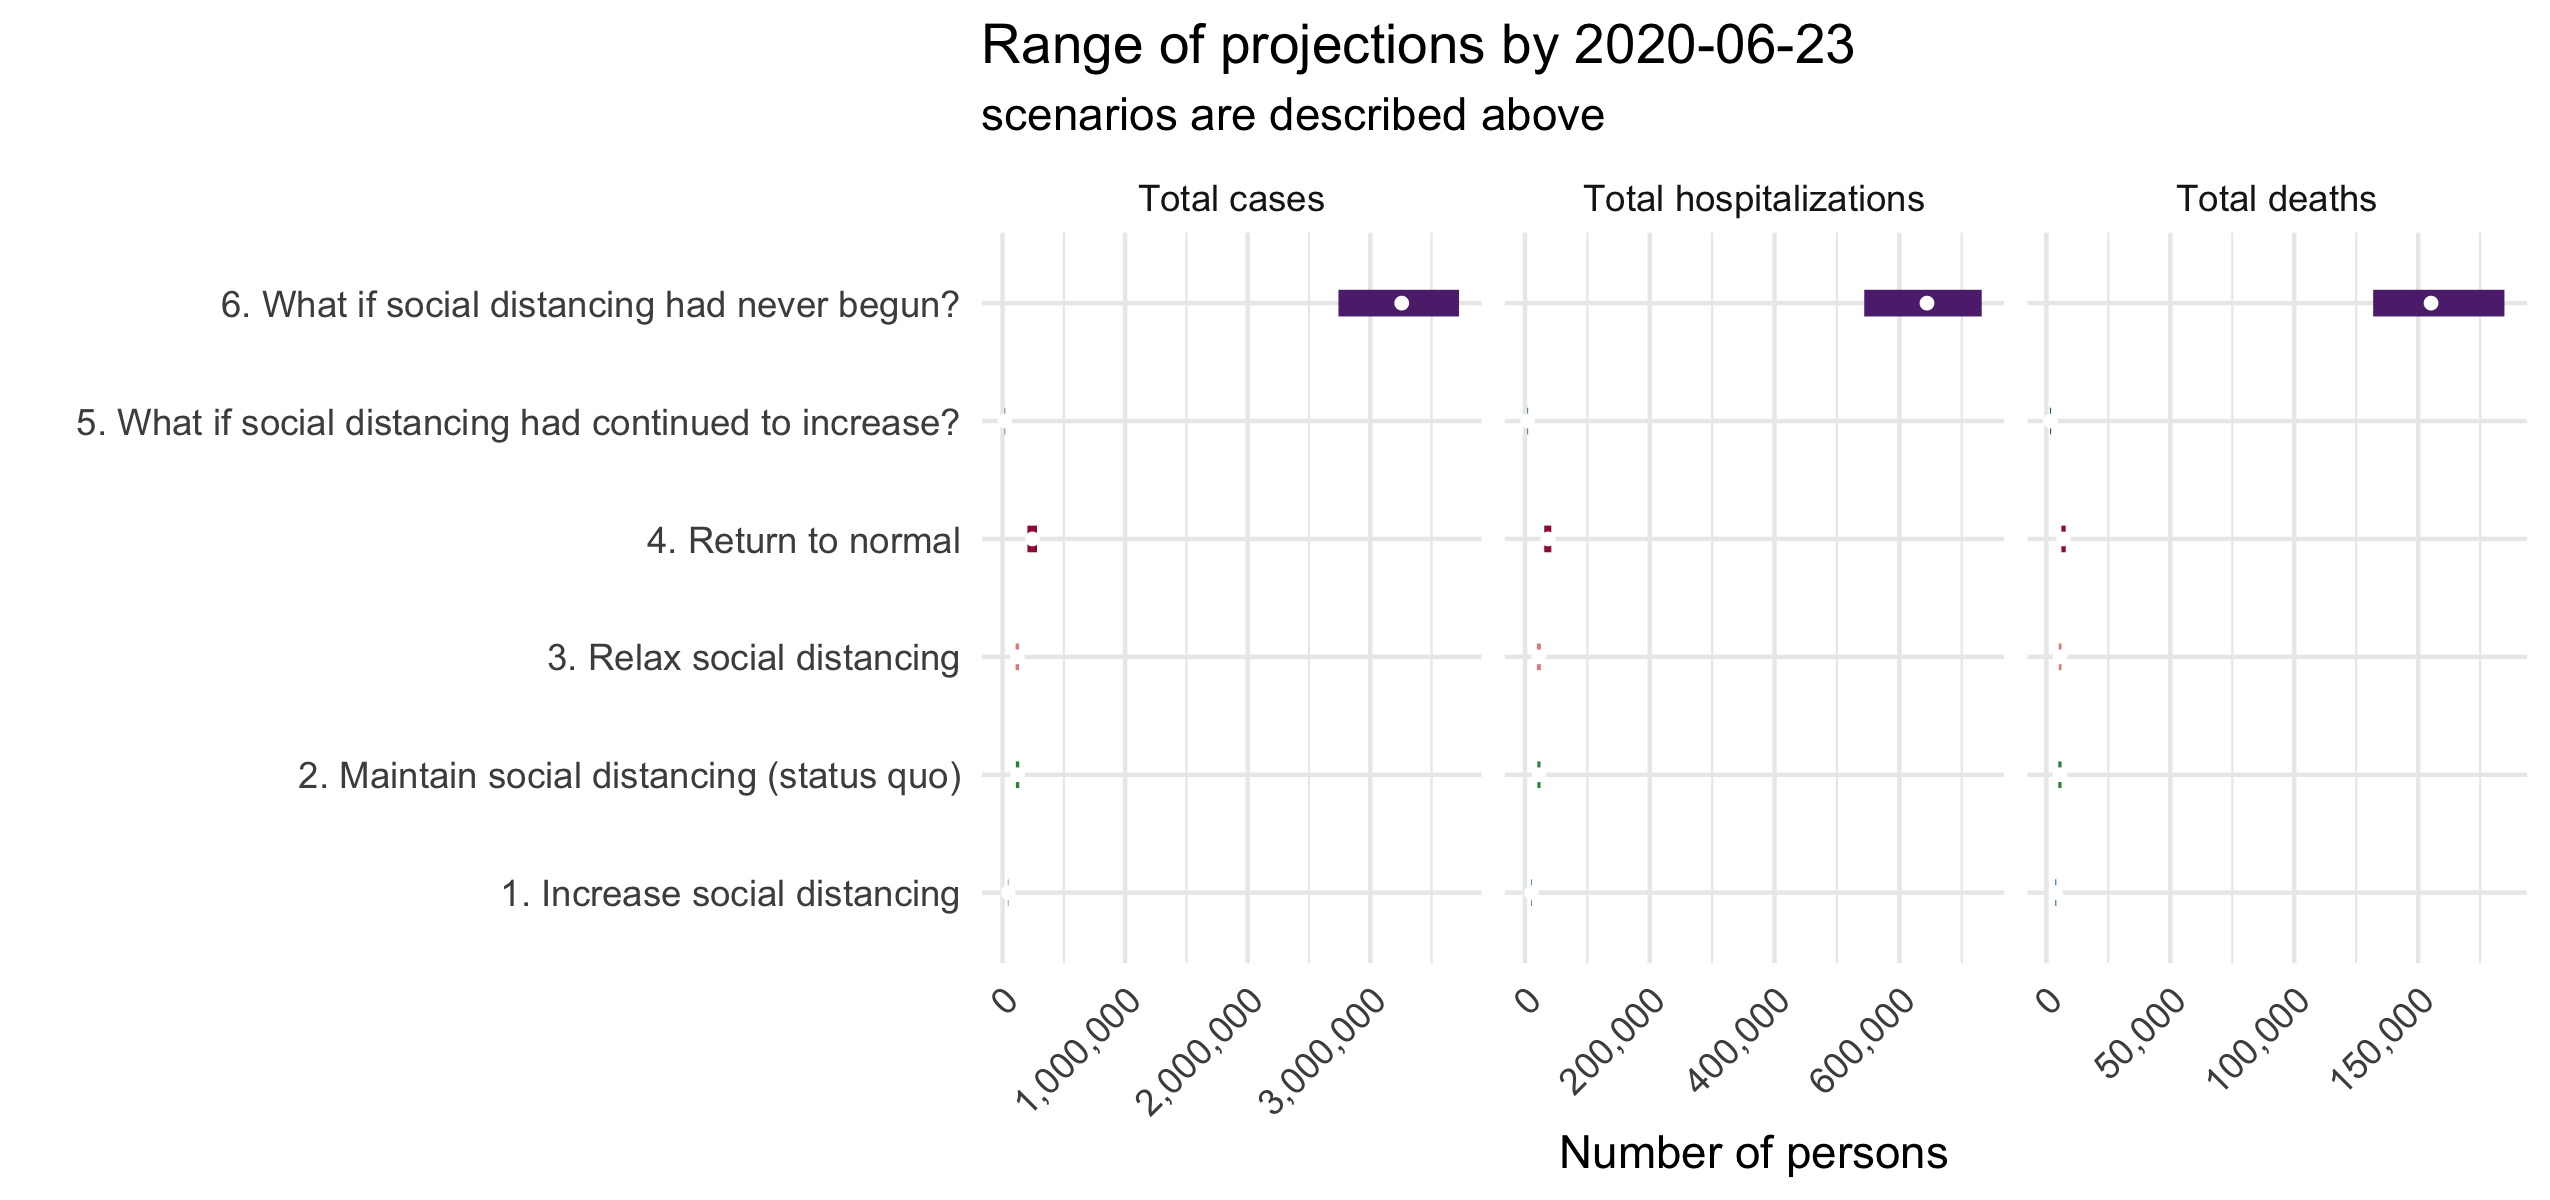 Range of projections by 2020-06-23
scenarios are described above
Total cases
Total hospitalizations
Total deaths
6. What if social distancing had never begun?
5. What if social distancing had continued to increase?
4. Return to normal
3. Relax social distancing
2. Maintain social distancing (status quo)
1. Increase social distancing
0
1,000,000
2,000,000
3,000,000
0
200,000
400,000
600,000
0
50,000
100,000
150,000
Number of persons